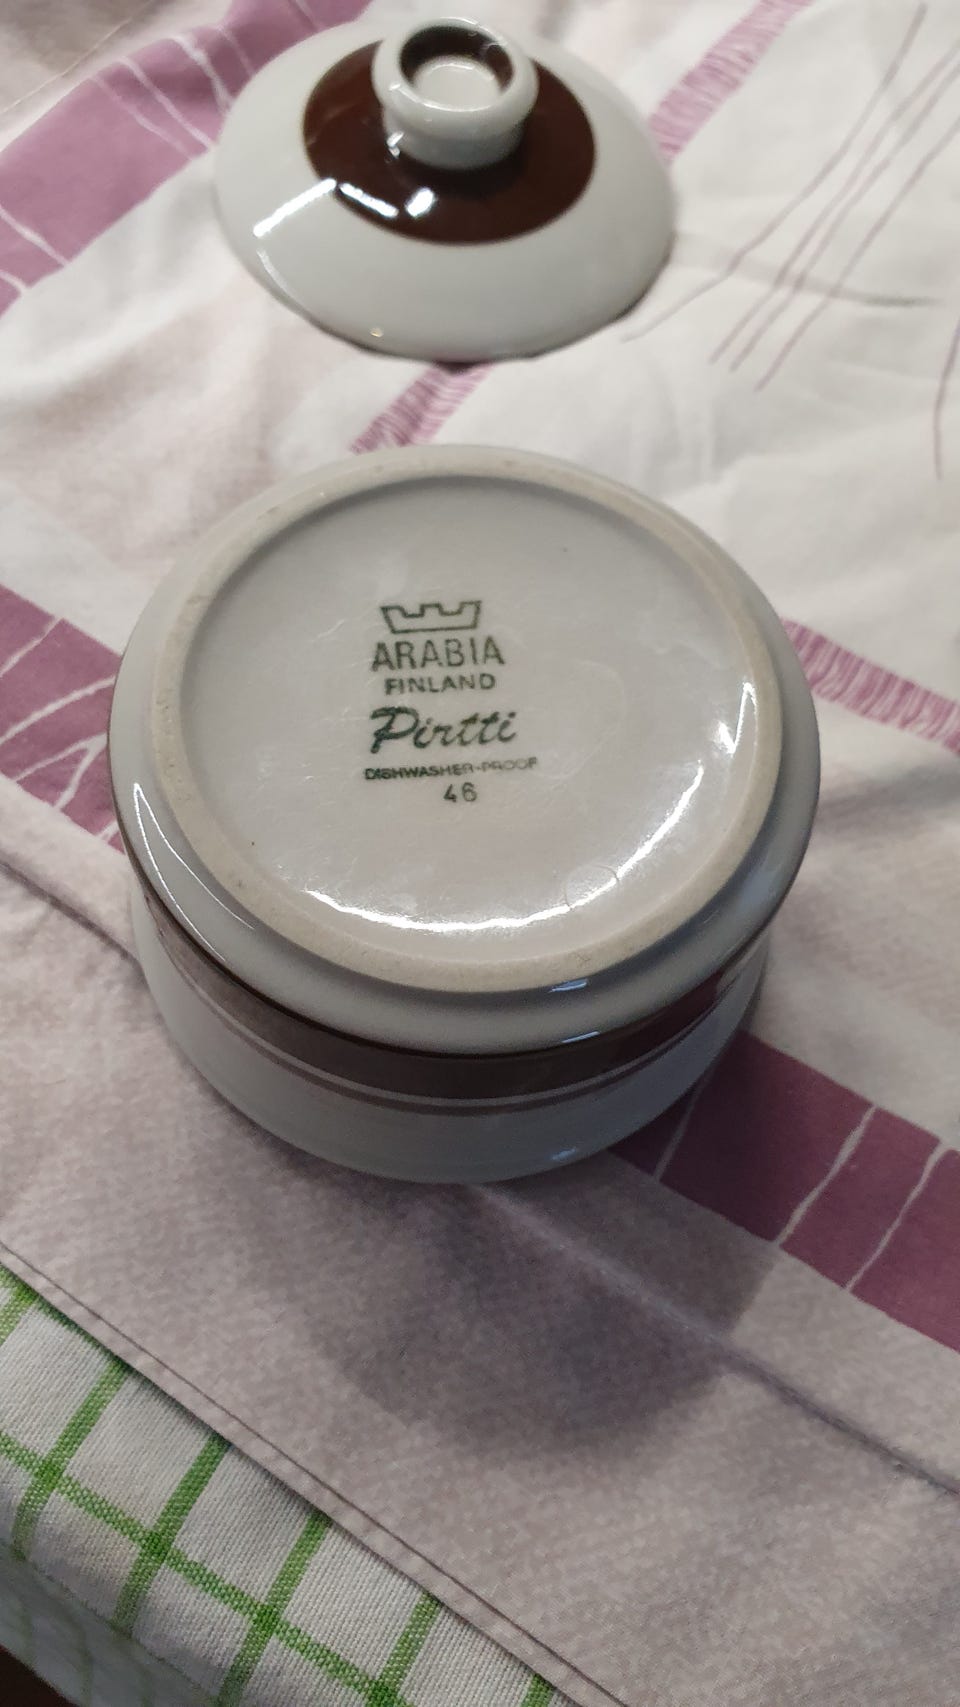 ARABIA
FINLAND
Pirtti
DISHWASHER-PROOF
46